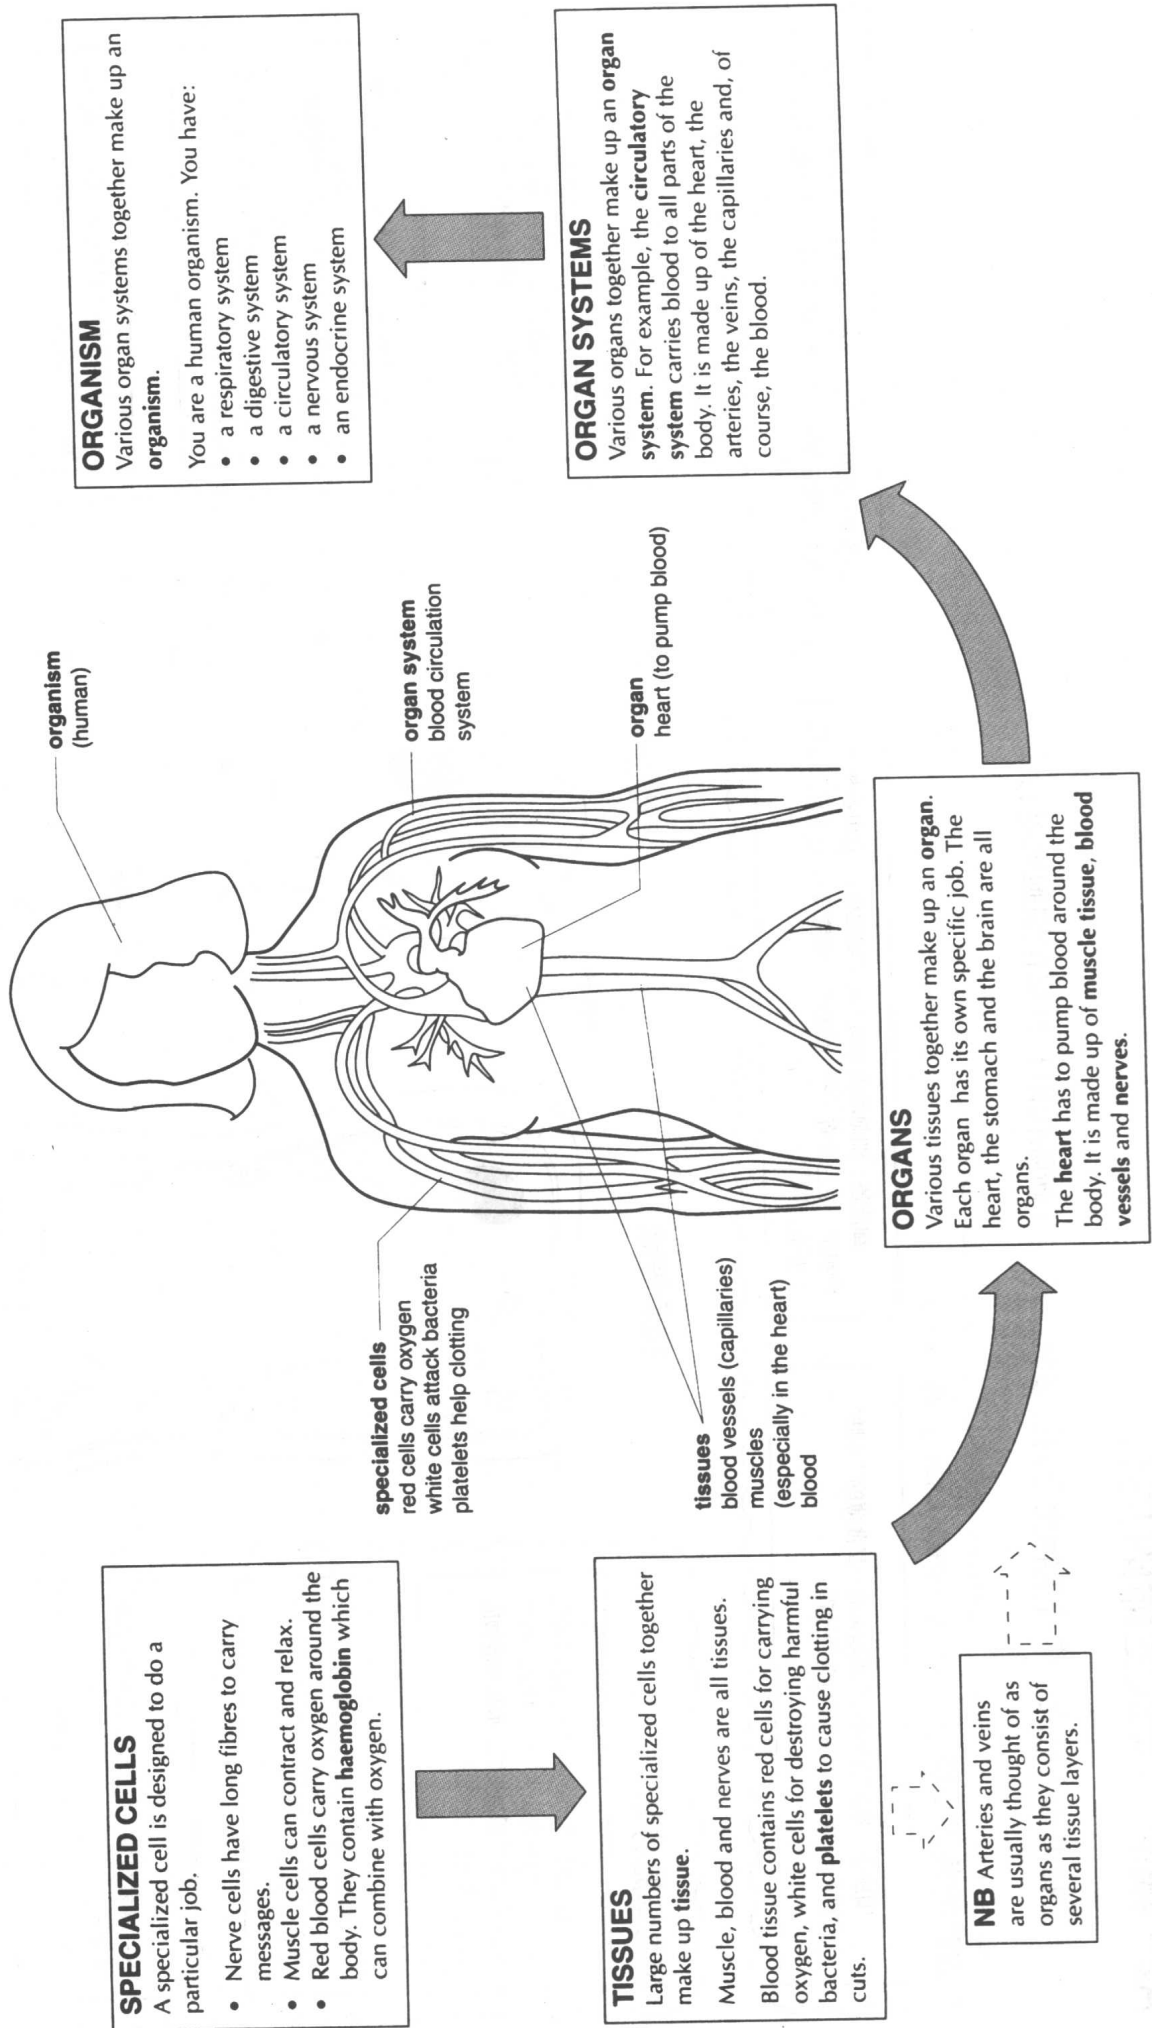 SPECIALIZED CELLS
A specialized cell is designed to do a
particular job.
• Nerve cells have long fibres to carry
messages.
• Muscle cells can contract and relax.
• Red blood cells carry oxygen around the
body. They contain haemoglobin which
can combine with oxygen.
TISSUES
Large numbers of specialized cells together
make up tissue.
Muscle, blood and nerves are all tissues.
Blood tissue contains red cells for carrying
oxygen, white cells for destroying harmful
bacteria, and platelets to cause clotting in
cuts.
NB Arteries and veins
are usually thought of as
organs as they consist of
several tissue layers.
specialized cells
red cells carry oxygen
white cells attack bacteria
platelets help clotting
tissues
blood vessels (capillaries)
muscles
(especially in the heart)
blood
organism
(human)
organ system
blood circulation
system
organ
heart (to pump blood)
ORGANS
Various tissues together make up an organ.
Each organ has its own specific job. The
heart, the stomach and the brain are all
organs.
The heart has to pump blood around the
body. It is made up of muscle tissue, blood
vessels and nerves.
ORGANISM
Various organ systems together make up an
organism.
You are a human organism. You have:
• a respiratory system
• a digestive system
• a circulatory system
• a nervous system
• an endocrine system
ORGAN SYSTEMS
Various organs together make up an organ
system. For example, the circulatory
system carries blood to all parts of the
body. It is made up of the heart, the
arteries, the veins, the capillaries and, of
course, the blood.